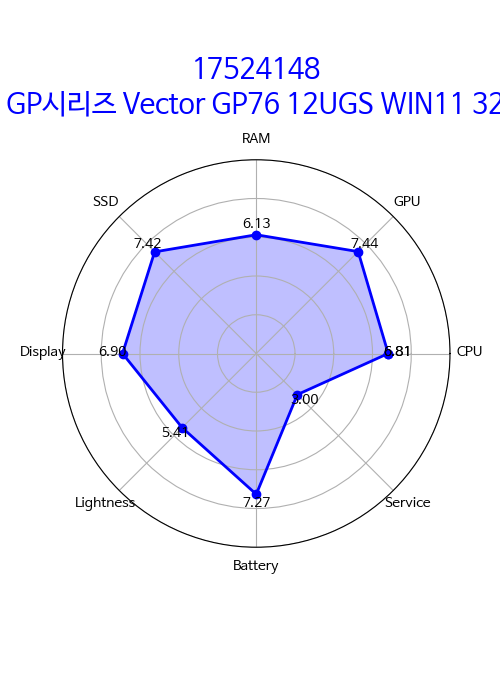 17524148
GP시리즈 Vector GP76 12UGS WIN11 32
RAM
SSD
GPU
7.42
6.13
7.44
Display
6.90
6.81
CPU
3.00
5.41
Lightness
7.27
Service
Battery